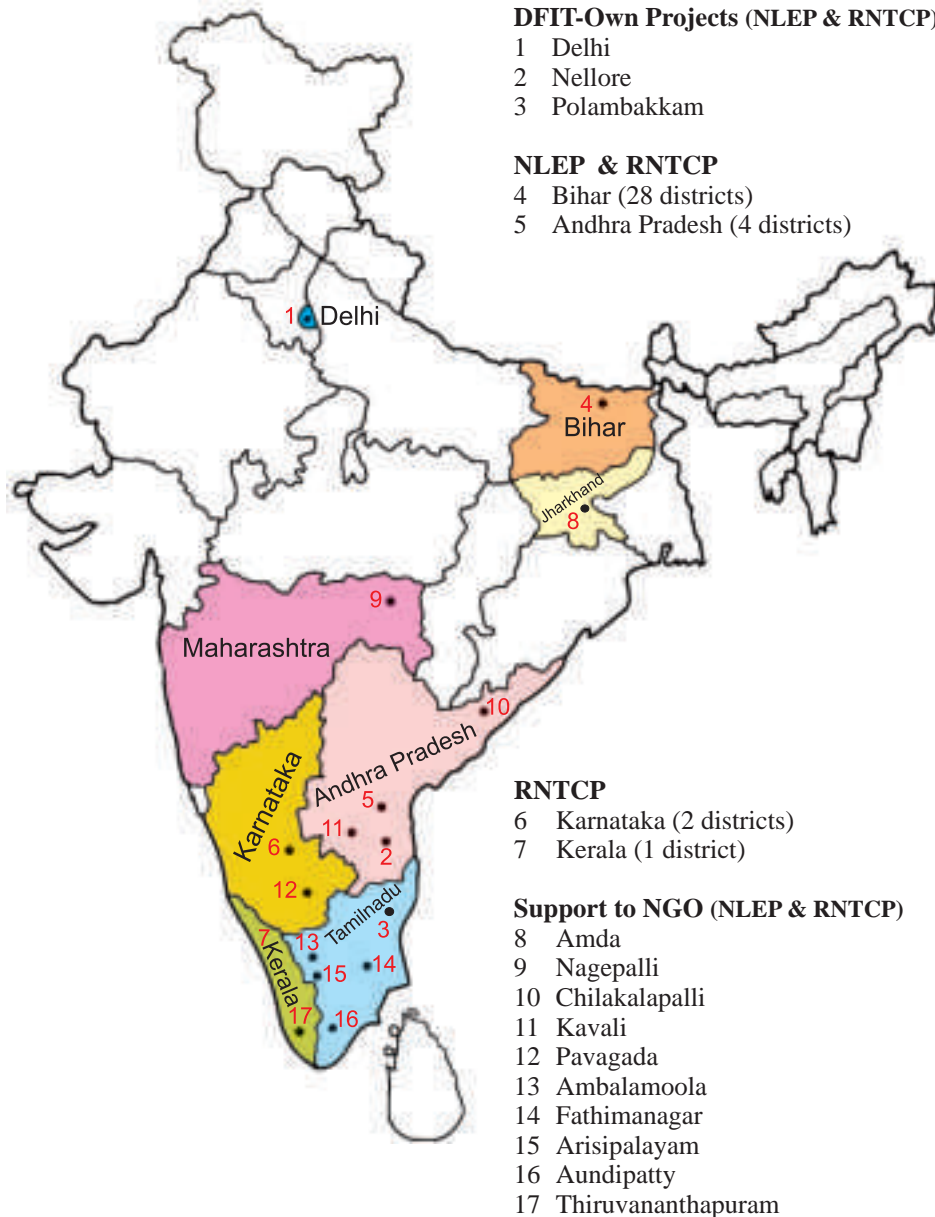 DFIT-Own Projects (NLEP & RNTCP)
1 Delhi
2 Nellore
3 Polambakkam
NLEP & RNTCP
4 Bihar (28 districts)
5 Andhra Pradesh (4 districts)
1 Delhi
4
Bihar
Jharkhand
8
9
Maharashtra
10
Andhra Pradesh
Karnataka
5
11
2
6
12
Tamilnadu
3
7
13
Kerala
14
15
17
16
RNTCP
6 Karnataka (2 districts)
7 Kerala (1 district)
Support to NGO (NLEP & RNTCP)
8 Amda
9 Nagepalli
10 Chilakalapalli
11 Kavali
12 Pavagada
13 Ambalamoola
14 Fathimanagar
15 Arisipalayam
16 Aundipatty
17 Thiruvananthapuram